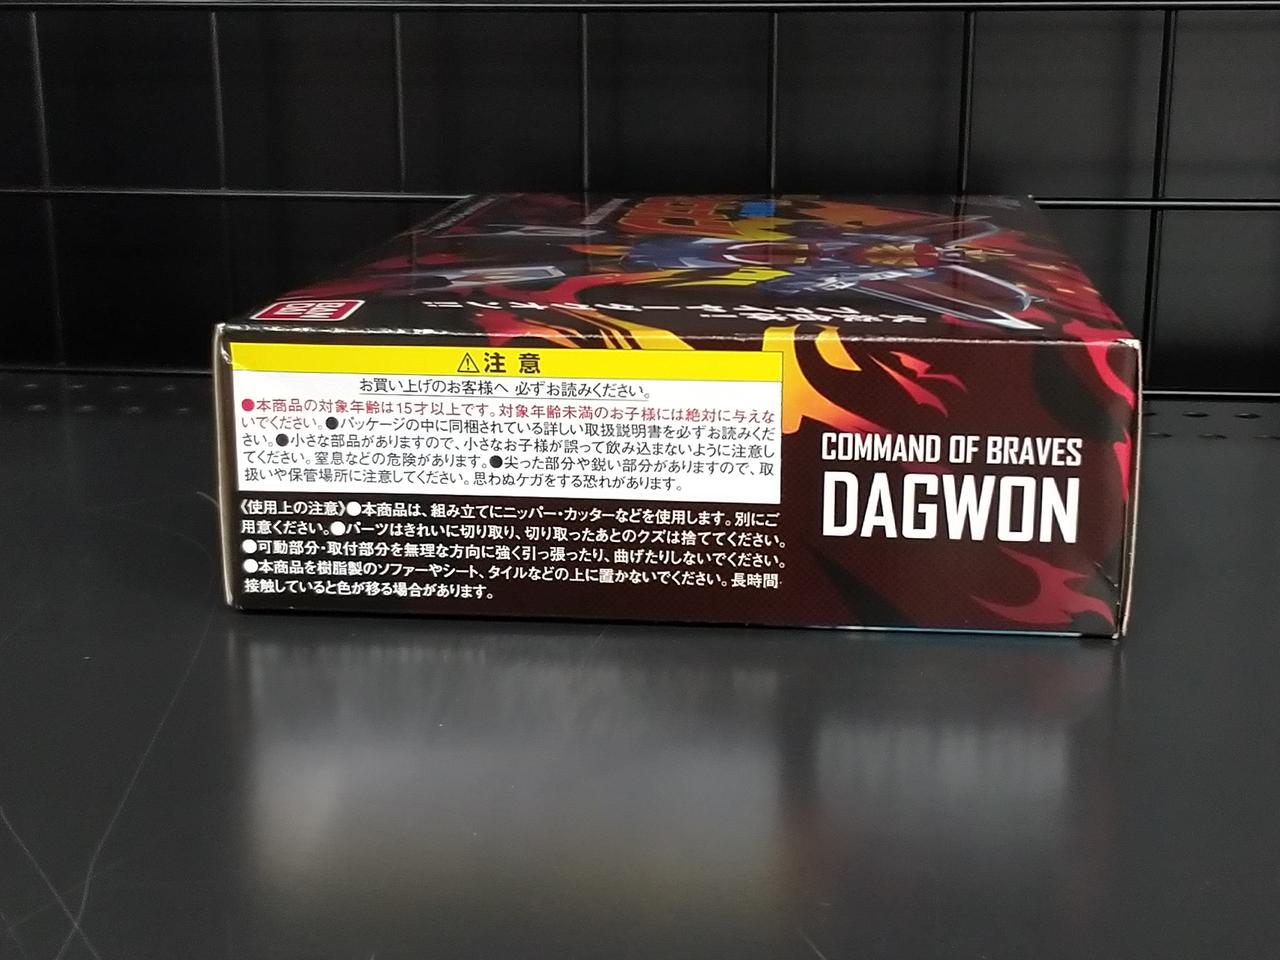 BAN
DAI
火炎合体
ファイヤーダグオン!!
⚠注意
お買い上げのお客様へ 必ずお読みください。
●本商品の対象年齢は15才以上です。対象年齢未満のお子様には絶対に与えな
いでください。●パッケージの中に同梱されている詳しい取扱説明書を必ずお読みくだ
さい。●小さな部品がありますので、小さなお子様が誤って飲み込まないように注意し
てください。窒息などの危険があります。●尖った部分や鋭い部分がありますので、取
扱いや保管場所に注意してください。思わぬケガをする恐れがあります。
《使用上の注意》●本商品は、組み立てにニッパー・カッターなどを使用します。別にご
用意ください。●パーツはきれいに切り取り、切り取ったあとのクズは捨ててください。
●可動部分・取付部分を無理な方向に強く引っ張ったり、曲げたりしないでください。
●本商品を樹脂製のソファーやシート、タイルなどの上に置かないでください。長時間
接触していると色が移る場合があります。
COMMAND OF BRAVES
DAGWON